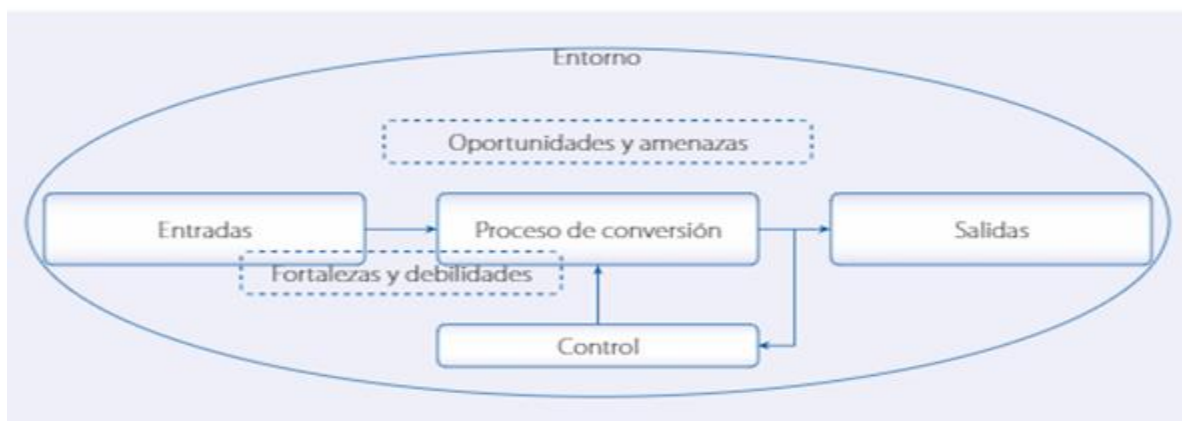 Entorno
Oportunidades y amenazas
Entradas
Proceso de conversión
Salidas
Fortalezas y debilidades
Control